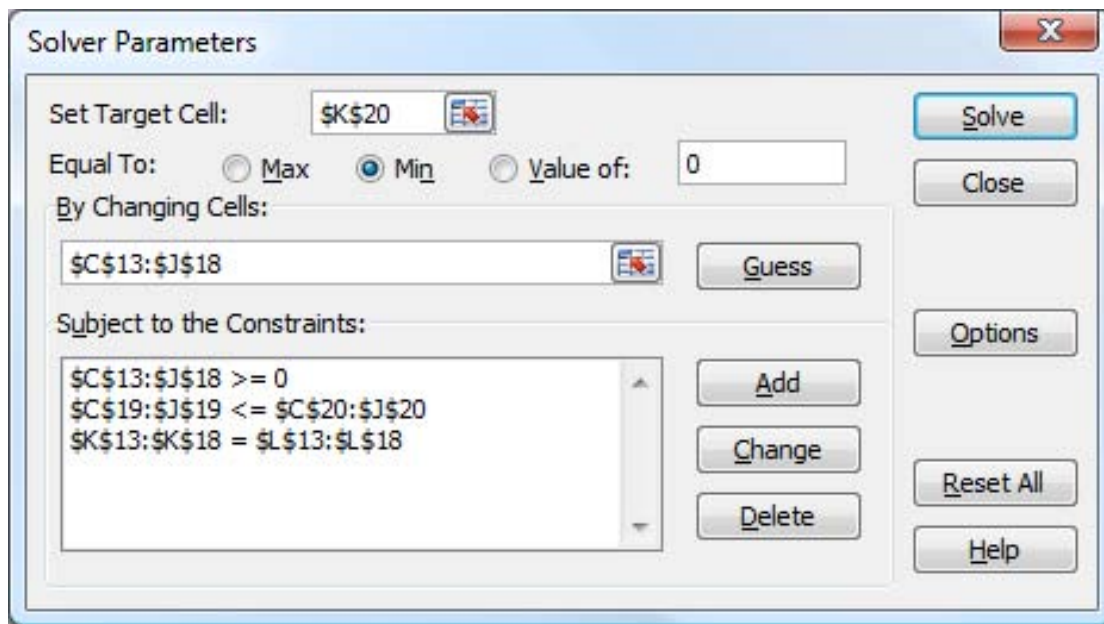 Solver Parameters
Set Target Cell: $K$20
Solve
Equal To: Max Min Value of: 0
Close
By Changing Cells:
$C$13:$J$18
Guess
Subject to the Constraints:
Options
$C$13:$J$18 >= 0
$C$19:$J$19 <= $C$20:$J$20
$K$13:$K$18 = $L$13:$L$18
Add
Change
Delete
Reset All
Help